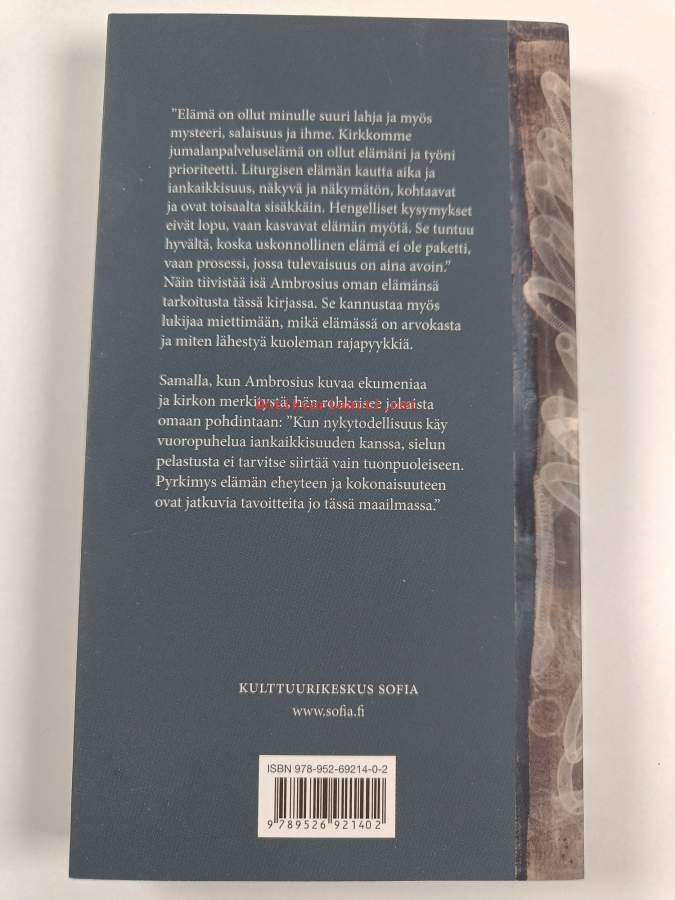 ”Elämä on ollut minulle suuri lahja ja myös
mysteeri, salaisuus ja ihme. Kirkkomme
jumalanpalveluselämä on ollut elämäni ja työni
prioriteetti. Liturgisen elämän kautta aika ja
iankaikkisuus, näkyvä ja näkymätön, kohtaavat
ja ovat toisaalta sisäkkäin. Hengelliset kysymykset
eivät lopu, vaan kasvavat elämän myötä. Se tuntuu
hyvältä, koska uskonnollinen elämä ei ole paketti,
vaan prosessi, jossa tulevaisuus on aina avoin.”
Näin tiivistää isä Ambrosius oman elämänsä
tarkoitusta tässä kirjassa. Se kannustaa myös
lukijaa miettimään, mikä elämässä on arvokasta
ja miten lähestyä kuoleman rajapyykkiä.
Samalla, kun Ambrosius kuvaa ekumeniaa
ja kirkon merkitystä, hän rohkaisee jokaista
omaan pohdintaan: ”Kun nykytodellisuus käy
vuoropuhelua iankaikkisuuden kanssa, sielun
pelastusta ei tarvitse siirtää vain tuonpuoleiseen.
Pyrkimys elämän eheyteen ja kokonaisuuteen
ovat jatkuvia tavoitteita jo tässä maailmassa.”
KULTTUURIKESKUS SOFIA
www.sofia.fi
ISBN 978-952-69214-0-2
9 789526 921402